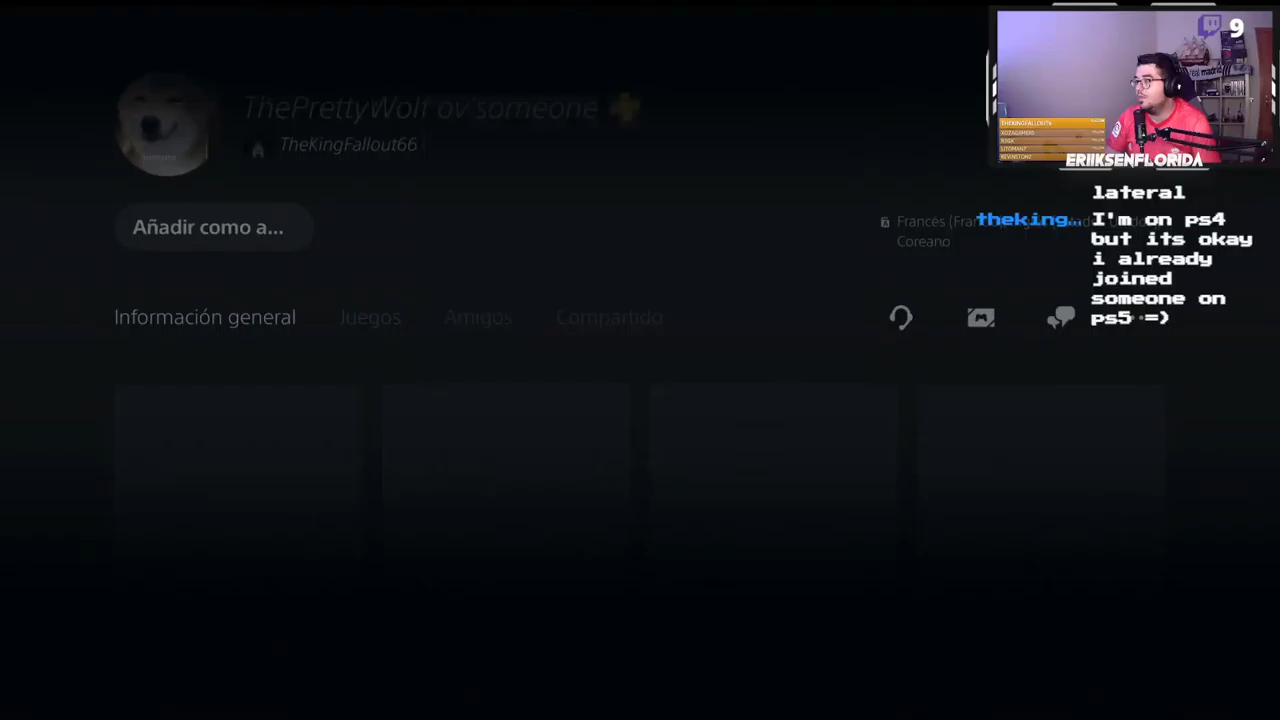 9
ThePrettyWolf ov'someone
TheKingFallout66
Añadir como a...
Francés (Fran
Coreano
Información general
Juegos
Amigos
Compartido
THEKINGFALLOUT6
ERIIKSENFLORIDA
lateral
theking… I'm on ps4
but its okay
i already
joined
someone on
ps5 =)